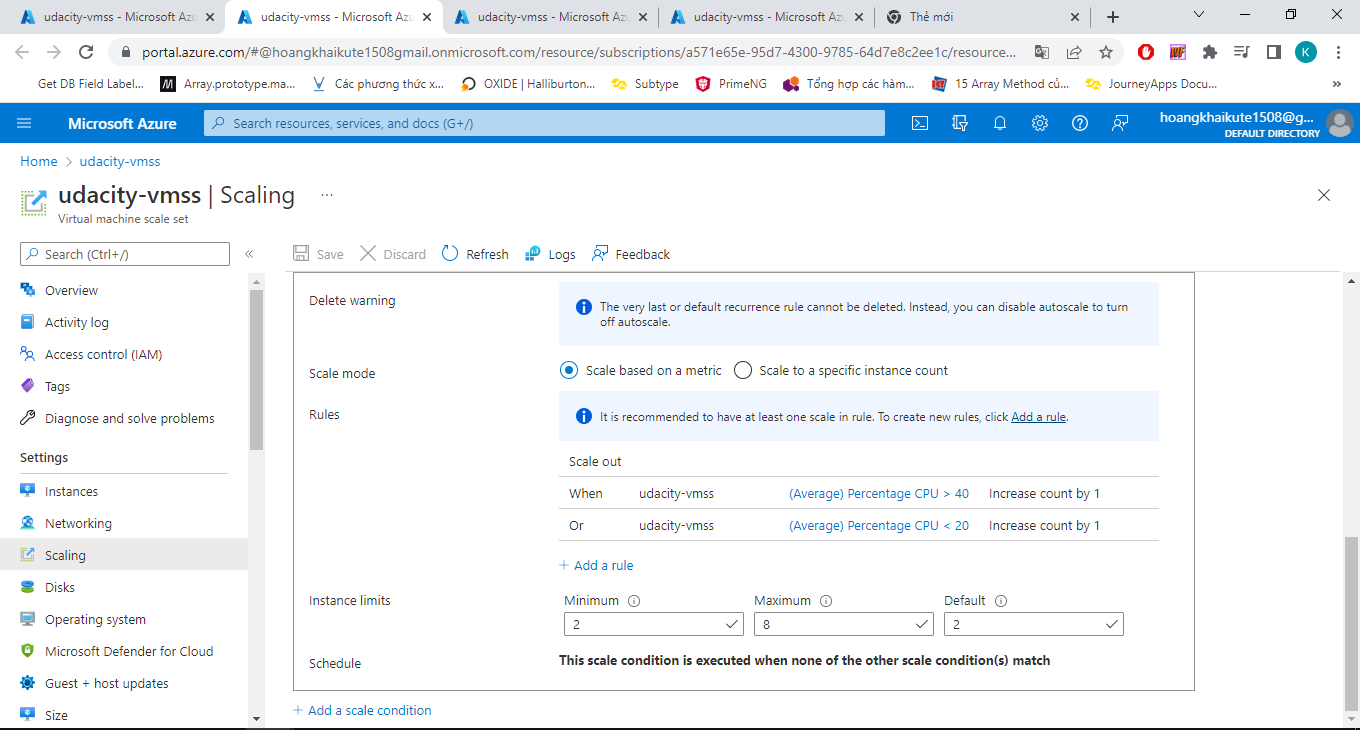 udacity-vmss - Microsoft Azu
udacity-vmss - Microsoft Azu
udacity-vmss - Microsoft Azu
udacity-vmss - Microsoft Azu
Thẻ mới
portal.azure.com/#@hoangkhaikute1508gmail.onmicrosoft.com/resource/subscriptions/a571e65e-95d7-4300-9785-64d7e8c2ee1c/resource...
K
Get DB Field Label...
Array.prototype.ma...
Các phương thức x...
OXIDE | Halliburton...
Subtype
PrimeNG
Tổng hợp các hàm...
15 Array Method củ...
JourneyApps Docu...
»
Microsoft Azure
Search resources, services, and docs (G+/)
hoangkhaikute1508@g...
DEFAULT DIRECTORY
Home > udacity-vmss
udacity-vmss | Scaling ...
Virtual machine scale set
Search (Ctrl+/)
«
Save
Discard
Refresh
Logs
Feedback
Overview
Activity log
Access control (IAM)
Tags
Diagnose and solve problems
Settings
Instances
Networking
Scaling
Disks
Operating system
Microsoft Defender for Cloud
Guest + host updates
Size
Delete warning
The very last or default recurrence rule cannot be deleted. Instead, you can disable autoscale to turn
off autoscale.
Scale mode
Scale based on a metric
Scale to a specific instance count
Rules
It is recommended to have at least one scale in rule. To create new rules, click Add a rule.
Scale out
When udacity-vmss (Average) Percentage CPU > 40 Increase count by 1
Or udacity-vmss (Average) Percentage CPU < 20 Increase count by 1
+ Add a rule
Instance limits
Minimum
2
Maximum
8
Default
2
Schedule
This scale condition is executed when none of the other scale condition(s) match
+ Add a scale condition